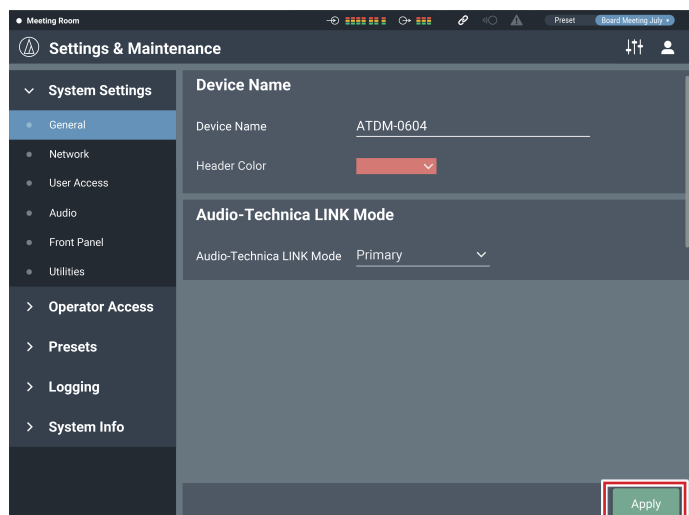 Meeting Room
Preset
Board Meeting July
Settings & Maintenance
System Settings
General
Network
User Access
Audio
Front Panel
Utilities
Operator Access
Presets
Logging
System Info
Device Name
Device Name ATDM-0604
Header Color
Audio-Technica LINK Mode
Audio-Technica LINK Mode Primary
Apply